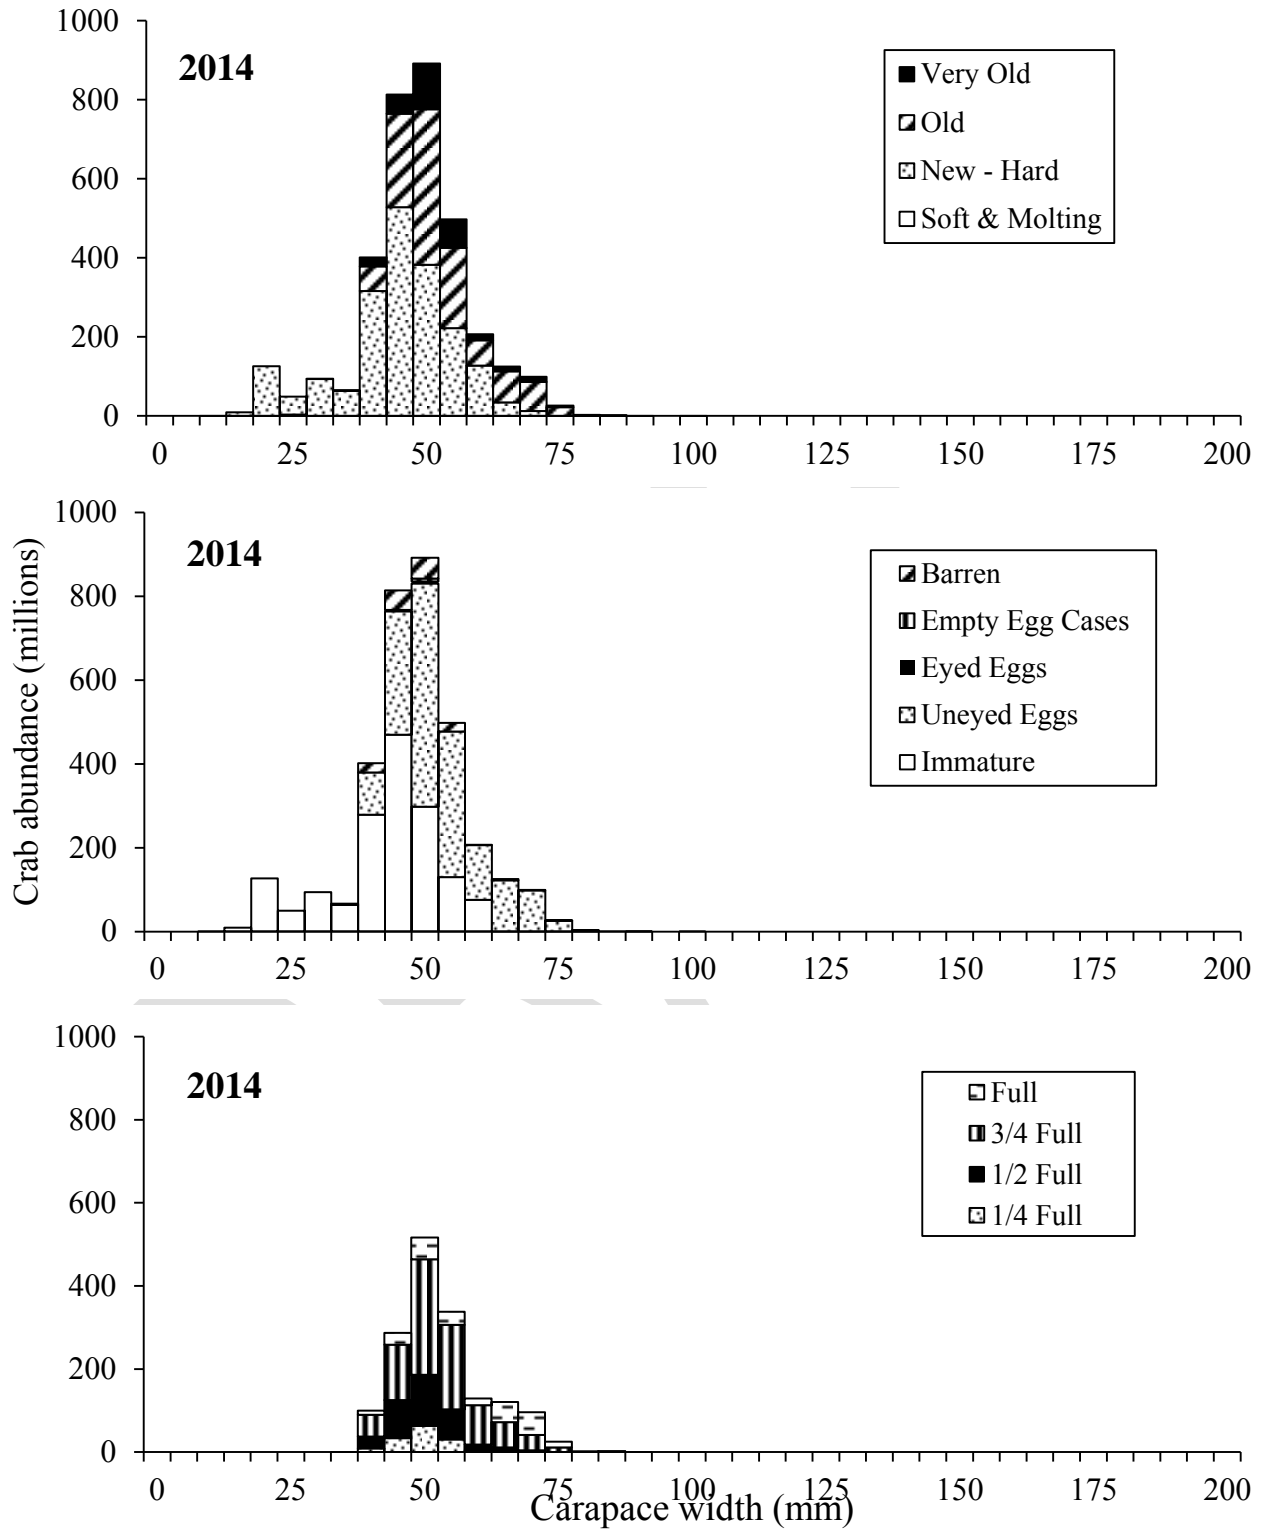 1000
2014
800
600
400
200
0
Very Old
Old
New - Hard
Soft & Molting
0 25 50 75 100 125 150 175 200
Crab abundance (millions)
1000
2014
800
600
400
200
0
Barren
Empty Egg Cases
Eyed Eggs
Uneyed Eggs
Immature
0 25 50 75 100 125 150 175 200
1000
2014
800
600
400
200
0
Full
3/4 Full
1/2 Full
1/4 Full
0 25 50 75 100 125 150 175 200
Carapace width (mm)